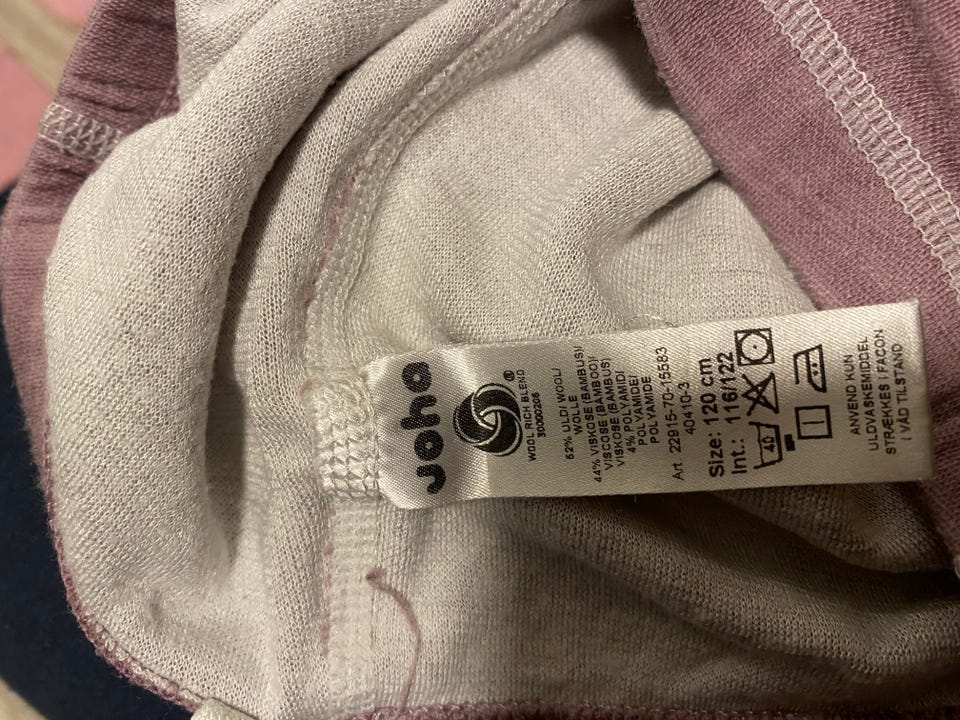 Joha
®
WOOL RICH BLEND
30000206
52% ULD/ WOOL/
WOLLE
44% VISKOSE (BAMBUS)/
VISCOSE (BAMBOO)/
VISKOSE (BAMBUS)
4% POLYAMID/
POLYAMIDE/
POLYAMIDE
Art. 22915-70-15583
40410-3
Size: 120 cm
Int.: 116/122
40
ANVEND KUN
ULDVASKEMIDDEL
STRÆKKES I FACON
I VÅD TILSTAND